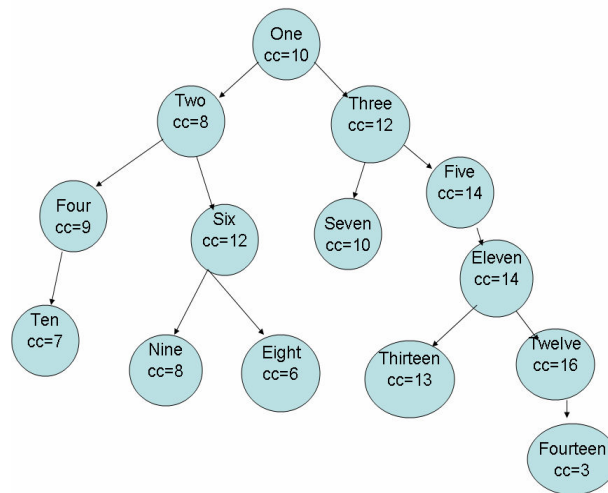 One
cc=10
Two
cc=8
Three
cc=12
Five
cc=14
Four
cc=9
Six
cc=12
Seven
cc=10
Eleven
cc=14
Ten
cc=7
Nine
cc=8
Eight
cc=6
Thirteen
cc=13
Twelve
cc=16
Fourteen
cc=3